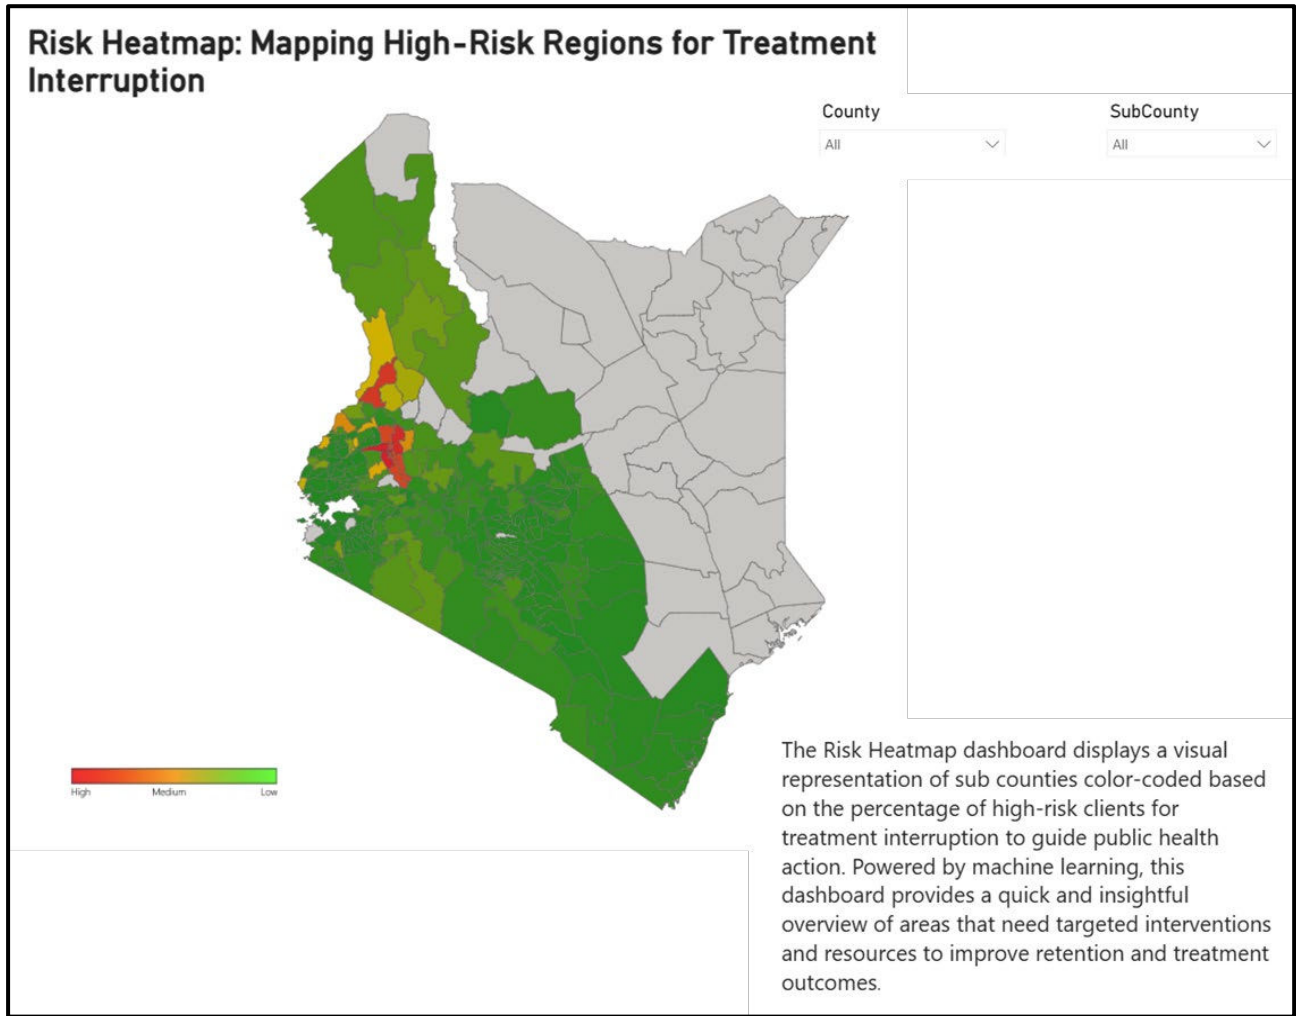 Risk Heatmap: Mapping High-Risk Regions for Treatment
Interruption
County
SubCounty
All
All
High
Medium
Low
The Risk Heatmap dashboard displays a visual
representation of sub counties color-coded based
on the percentage of high-risk clients for
treatment interruption to guide public health
action. Powered by machine learning, this
dashboard provides a quick and insightful
overview of areas that need targeted interventions
and resources to improve retention and treatment
outcomes.